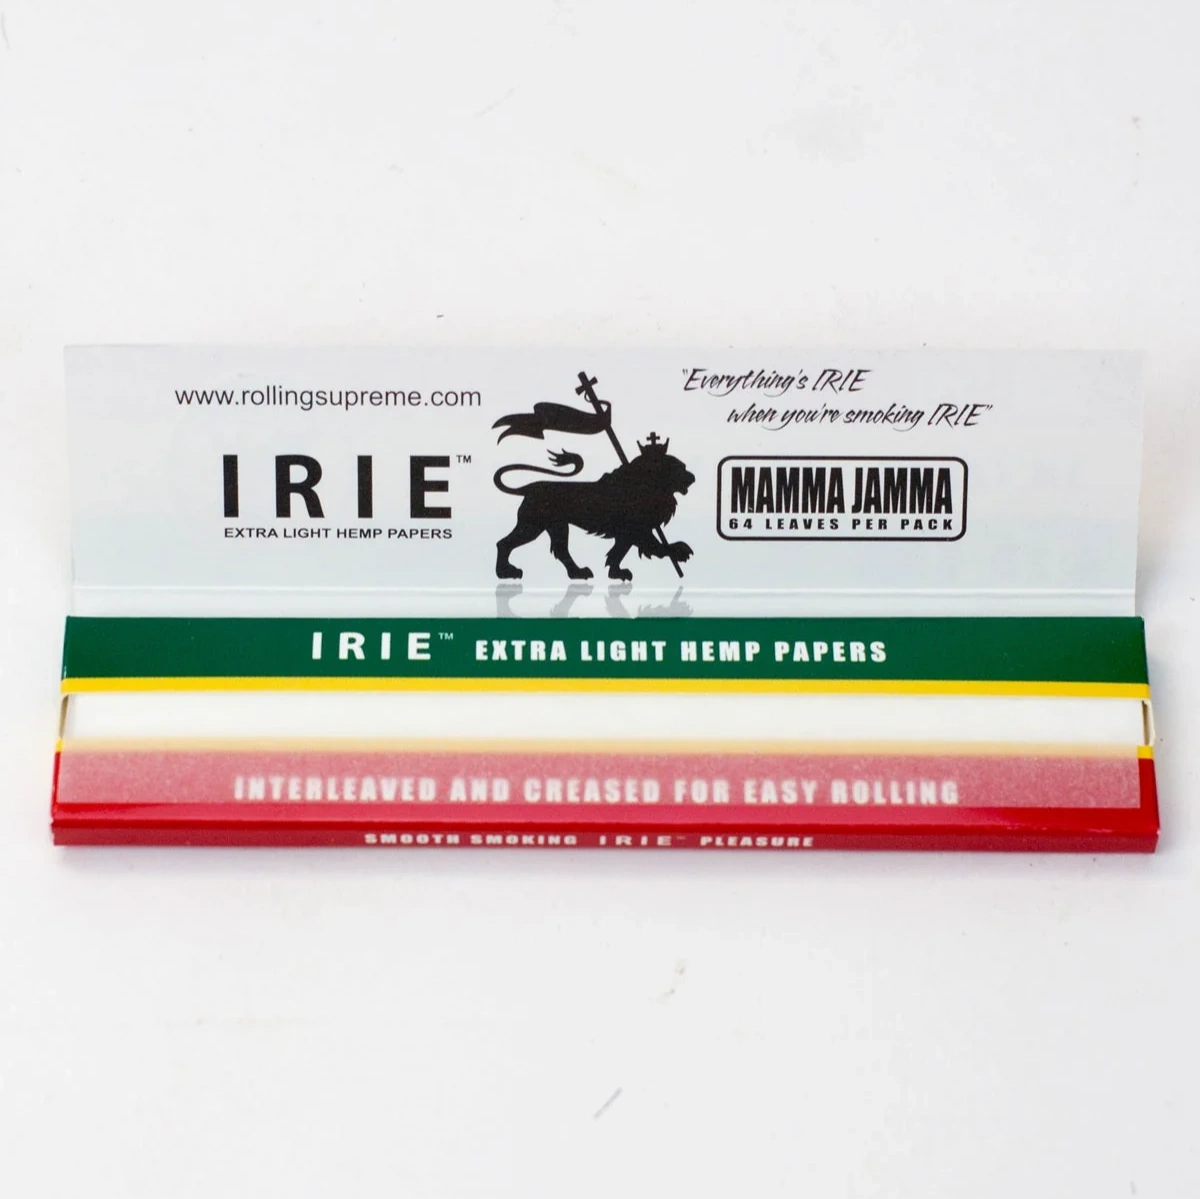 www.rollingsupreme.com
"Everything's IRIE
when you're smoking IRIE"
IRIE™
EXTRA LIGHT HEMP PAPERS
MAMMA JAMMA
64 LEAVES PER PACK
IRIE™ EXTRA LIGHT HEMP PAPERS
INTERLEAVED AND CREASED FOR EASY ROLLING
SMOOTH SMOKING IRIE™ PLEASURE